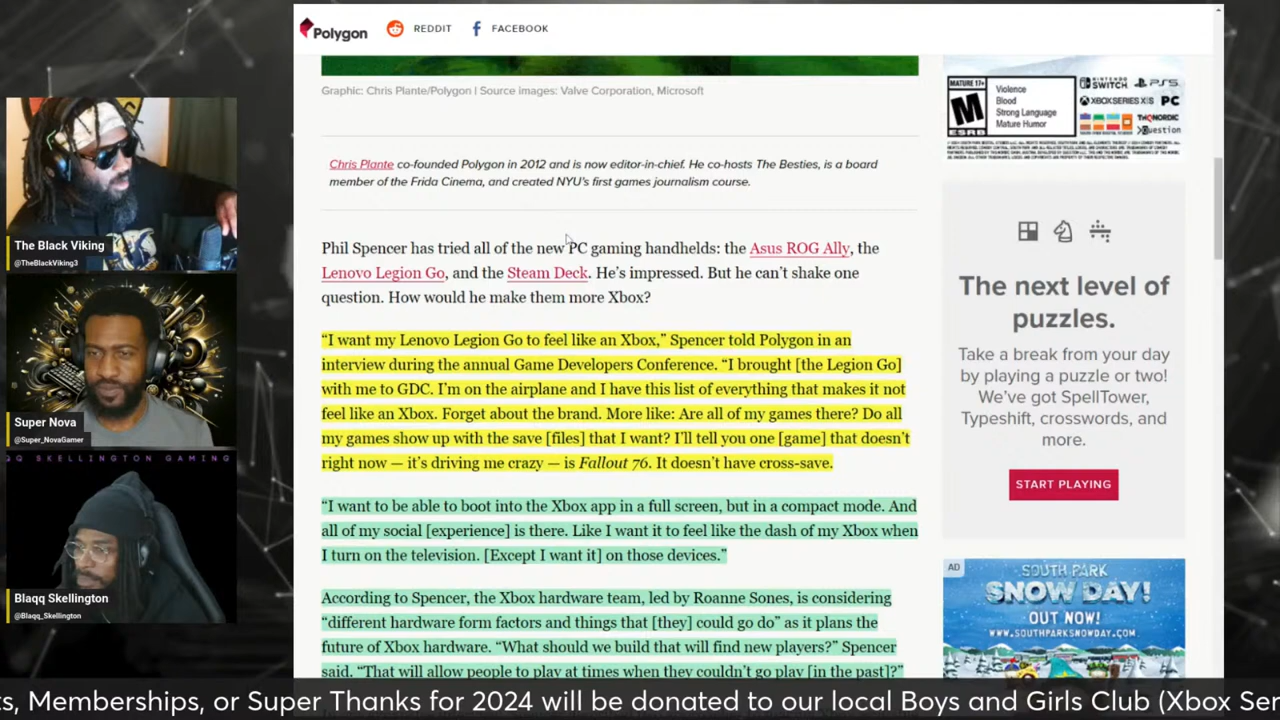 Polygon
REDDIT
FACEBOOK
Graphic: Chris Plante/Polygon | Source images: Valve Corporation, Microsoft
Chris Plante co-founded Polygon in 2012 and is now editor-in-chief. He co-hosts The Besties, is a board
member of the Frida Cinema, and created NYU's first games journalism course.
Phil Spencer has tried all of the new PC gaming handhelds: the Asus ROG Ally, the
Lenovo Legion Go, and the Steam Deck. He's impressed. But he can't shake one
question. How would he make them more Xbox?
“I want my Lenovo Legion Go to feel like an Xbox,” Spencer told Polygon in an
interview during the annual Game Developers Conference. “I brought [the Legion Go]
with me to GDC. I'm on the airplane and I have this list of everything that makes it not
feel like an Xbox. Forget about the brand. More like: Are all of my games there? Do all
my games show up with the save [files] that I want? I'll tell you one [game] that doesn't
right now — it's driving me crazy — is Fallout 76. It doesn't have cross-save.
“I want to be able to boot into the Xbox app in a full screen, but in a compact mode. And
all of my social [experience] is there. Like I want it to feel like the dash of my Xbox when
I turn on the television. [Except I want it] on those devices.”
According to Spencer, the Xbox hardware team, led by Roanne Sones, is considering
“different hardware form factors and things that [they] could go do” as it plans the
future of Xbox hardware. “What should we build that will find new players?” Spencer
said. “That will allow people to play at times when they couldn't go play [in the past]?”
MATURE 17+
M
ESRB
Violence
Blood
Strong Language
Mature Humor
NINTENDO
SWITCH
PS5
XBOX SERIES X|S
PC
THQNORDIC
Question
The next level of
puzzles.
Take a break from your day
by playing a puzzle or two!
We've got SpellTower,
Typeshift, crosswords, and
more.
START PLAYING
AD
SOUTH PARK
SNOW DAY!
OUT NOW!
WWW.SOUTHPARKSNOWDAY.COM
The Black Viking
@TheBlackViking3
Super Nova
@Super_NovaGamer
QQ SKELLINGTON GAMING
Blaqq Skellington
@Blaqq_Skellington
s, Memberships, or Super Thanks for 2024 will be donated to our local Boys and Girls Club (Xbox Ser